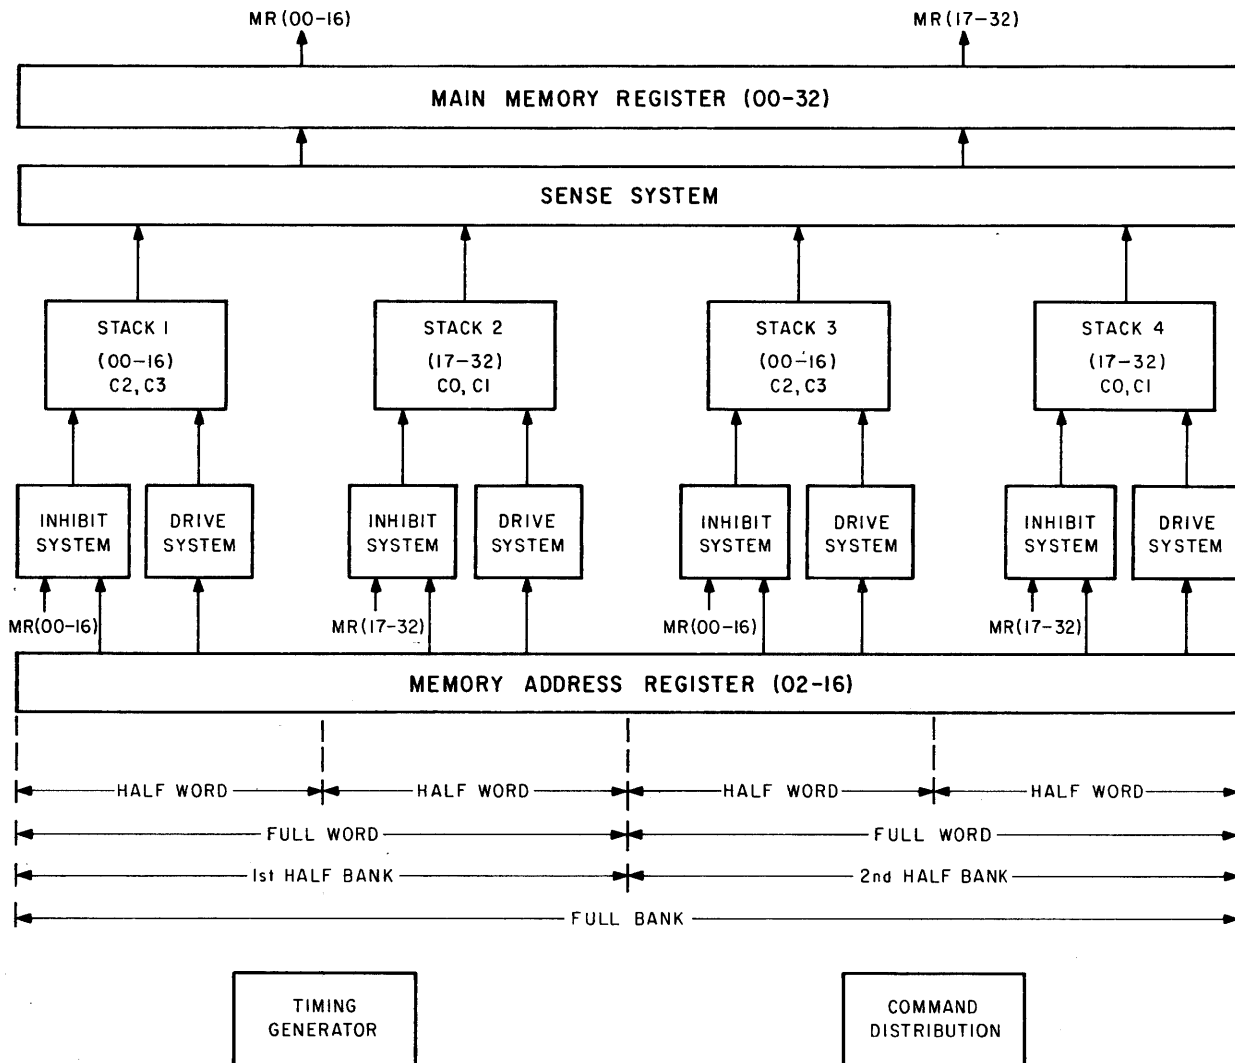 MR(00-16) MR(17-32)
MAIN MEMORY REGISTER (00-32)
SENSE SYSTEM
STACK 1
(00-16)
C2, C3
STACK 2
(17-32)
C0, C1
STACK 3
(00-16)
C2, C3
STACK 4
(17-32)
C0, C1
INHIBIT
SYSTEM
DRIVE
SYSTEM
INHIBIT
SYSTEM
DRIVE
SYSTEM
INHIBIT
SYSTEM
DRIVE
SYSTEM
INHIBIT
SYSTEM
DRIVE
SYSTEM
MR(00-16) MR(17-32) MR(00-16) MR(17-32)
MEMORY ADDRESS REGISTER (02-16)
HALF WORD HALF WORD HALF WORD HALF WORD
FULL WORD FULL WORD
1st HALF BANK 2nd HALF BANK
FULL BANK
TIMING
GENERATOR
COMMAND
DISTRIBUTION